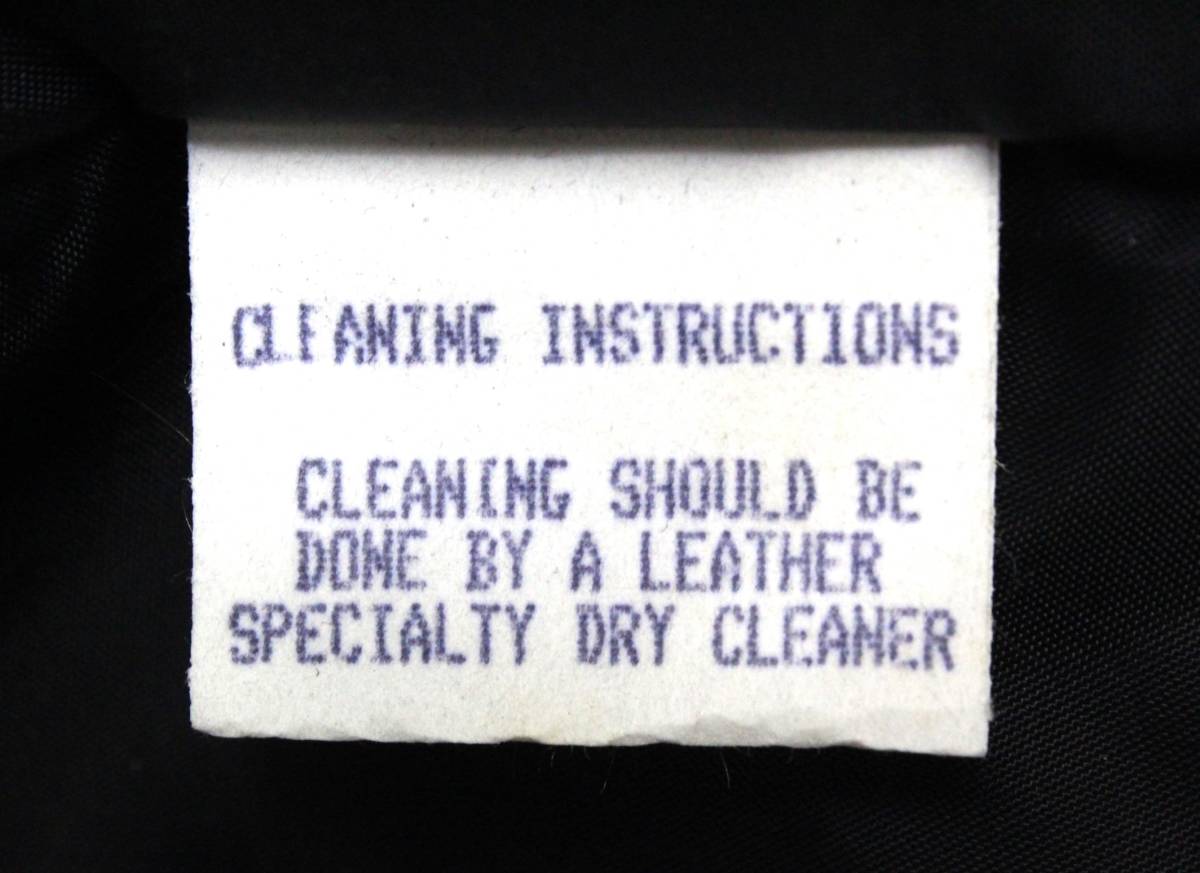 CLEANING INSTRUCTIONS
CLEANING SHOULD BE
DONE BY A LEATHER
SPECIALTY DRY CLEANER